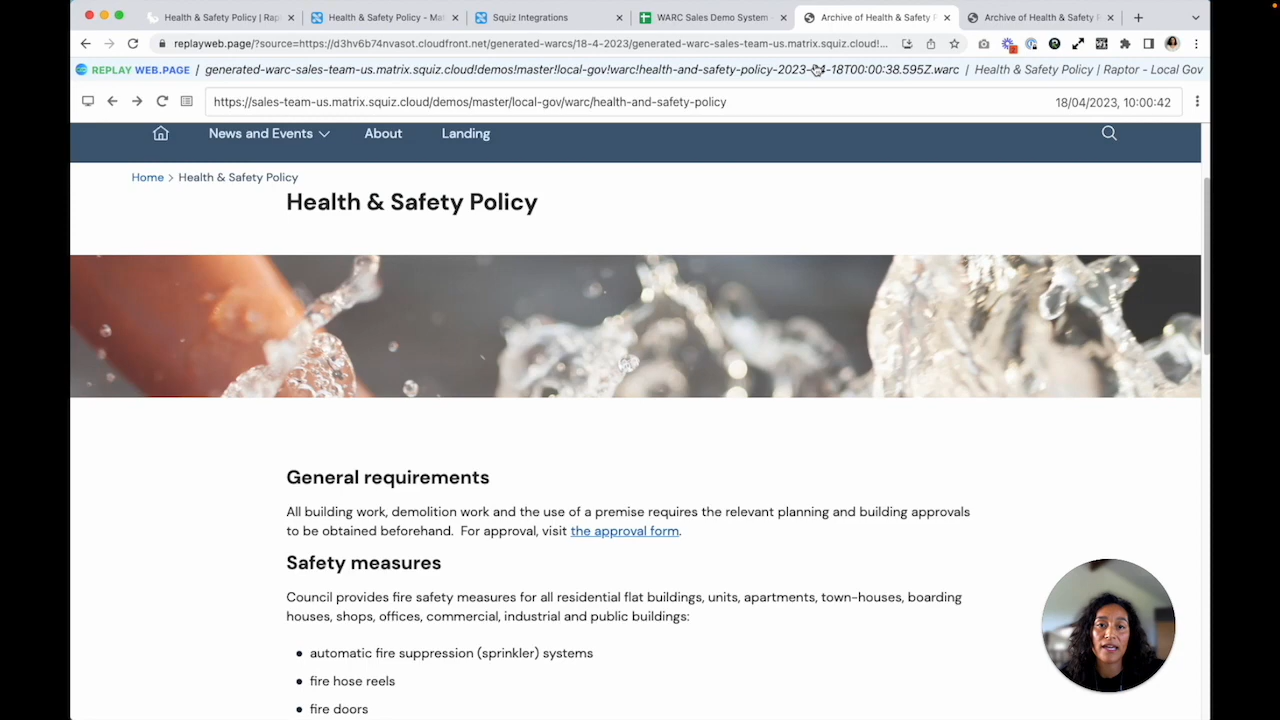 Health & Safety Policy | Rap
Health & Safety Policy - Mat
Squiz Integrations
WARC Sales Demo System -
Archive of Health & Safety P
Archive of Health & Safety P
replayweb.page/?source=https://d3hv6b74nvasot.cloudfront.net/generated-warcs/18-4-2023/generated-warc-sales-team-us.matrix.squiz.cloud!...
REPLAY WEB.PAGE / generated-warc-sales-team-us.matrix.squiz.cloud!demos!master!local-gov!warc!health-and-safety-policy-2023-04-18T00:00:38.595Z.warc | Health & Safety Policy | Raptor - Local Gov
https://sales-team-us.matrix.squiz.cloud/demos/master/local-gov/warc/health-and-safety-policy 18/04/2023, 10:00:42
News and Events About Landing
Home > Health & Safety Policy
Health & Safety Policy
General requirements
All building work, demolition work and the use of a premise requires the relevant planning and building approvals
to be obtained beforehand. For approval, visit the approval form.
Safety measures
Council provides fire safety measures for all residential flat buildings, units, apartments, town-houses, boarding
houses, shops, offices, commercial, industrial and public buildings:
automatic fire suppression (sprinkler) systems
fire hose reels
fire doors